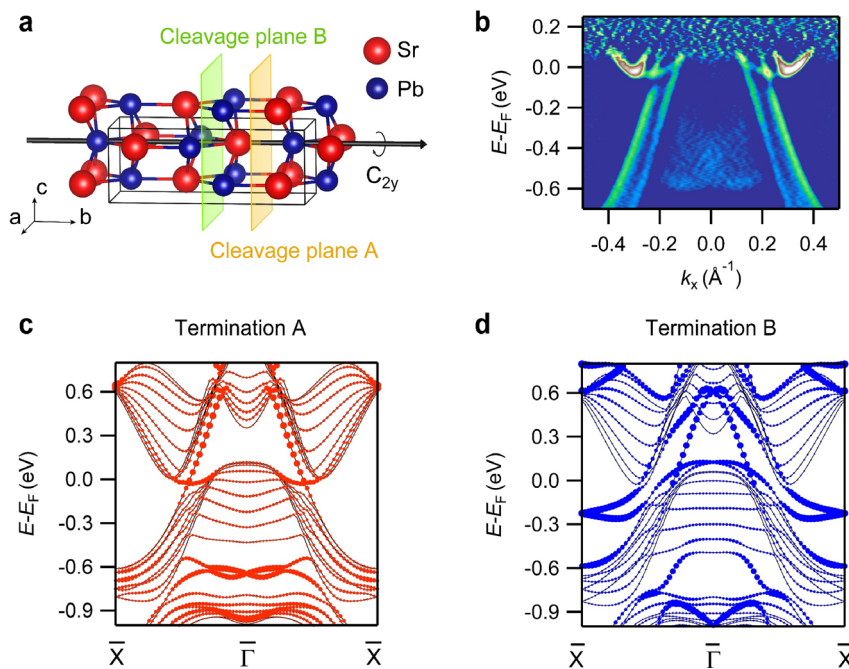 a
Cleavage plane B
Sr
Pb
C2y
c
a
b
Cleavage plane A
b
E-EF (eV)
0.2
0.0
-0.2
-0.4
-0.6
-0.4
-0.2
0.0
0.2
0.4
kx (Å-1)
c
Termination A
E-EF (eV)
0.6
0.3
0.0
-0.3
-0.6
-0.9
X̄
Γ̄
X̄
d
Termination B
E-EF (eV)
0.6
0.3
0.0
-0.3
-0.6
-0.9
X̄
Γ̄
X̄